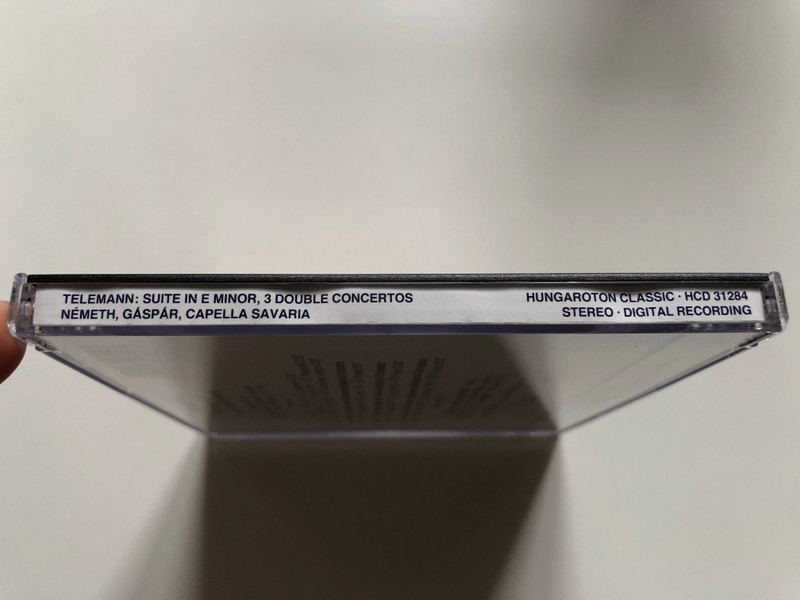 TELEMANN: SUITE IN E MINOR, 3 DOUBLE CONCERTOS
NÉMETH, GÁSPÁR, CAPELLA SAVARIA
HUNGAROTON CLASSIC · HCD 31284
STEREO · DIGITAL RECORDING